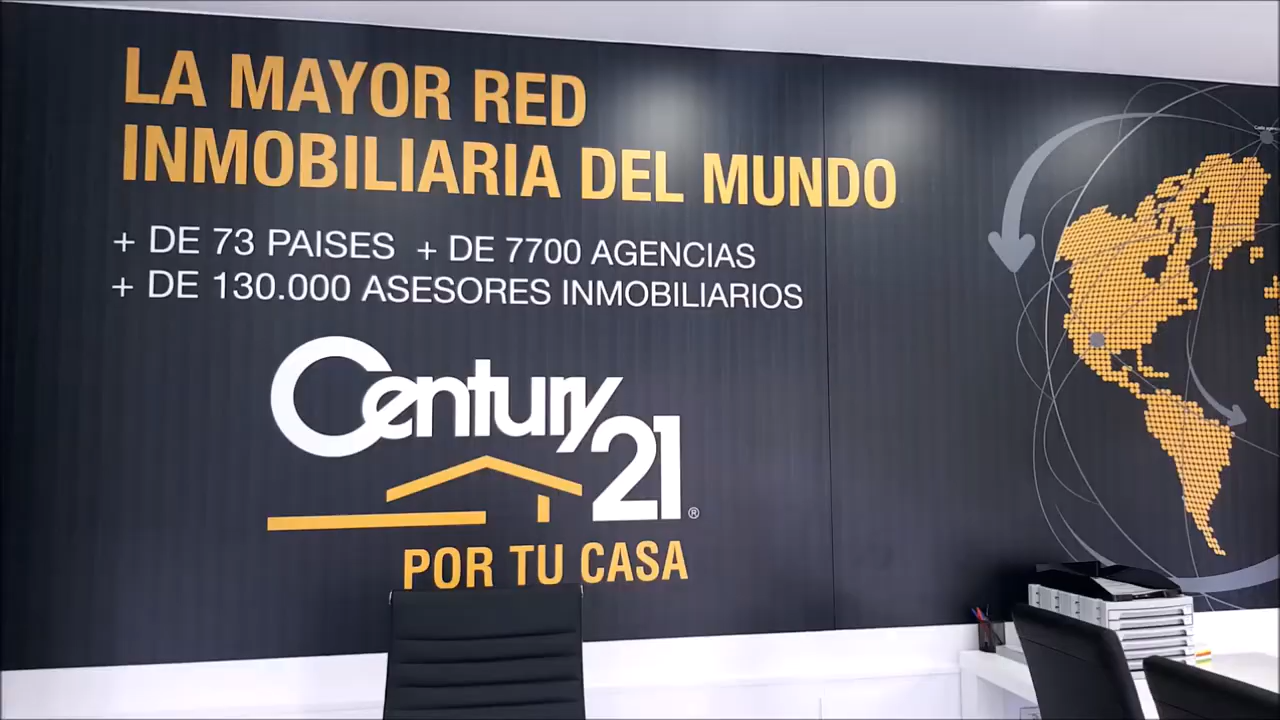 LA MAYOR RED
INMOBILIARIA DEL MUNDO
+ DE 73 PAISES + DE 7700 AGENCIAS
+ DE 130.000 ASESORES INMOBILIARIOS
Century
21®
POR TU CASA